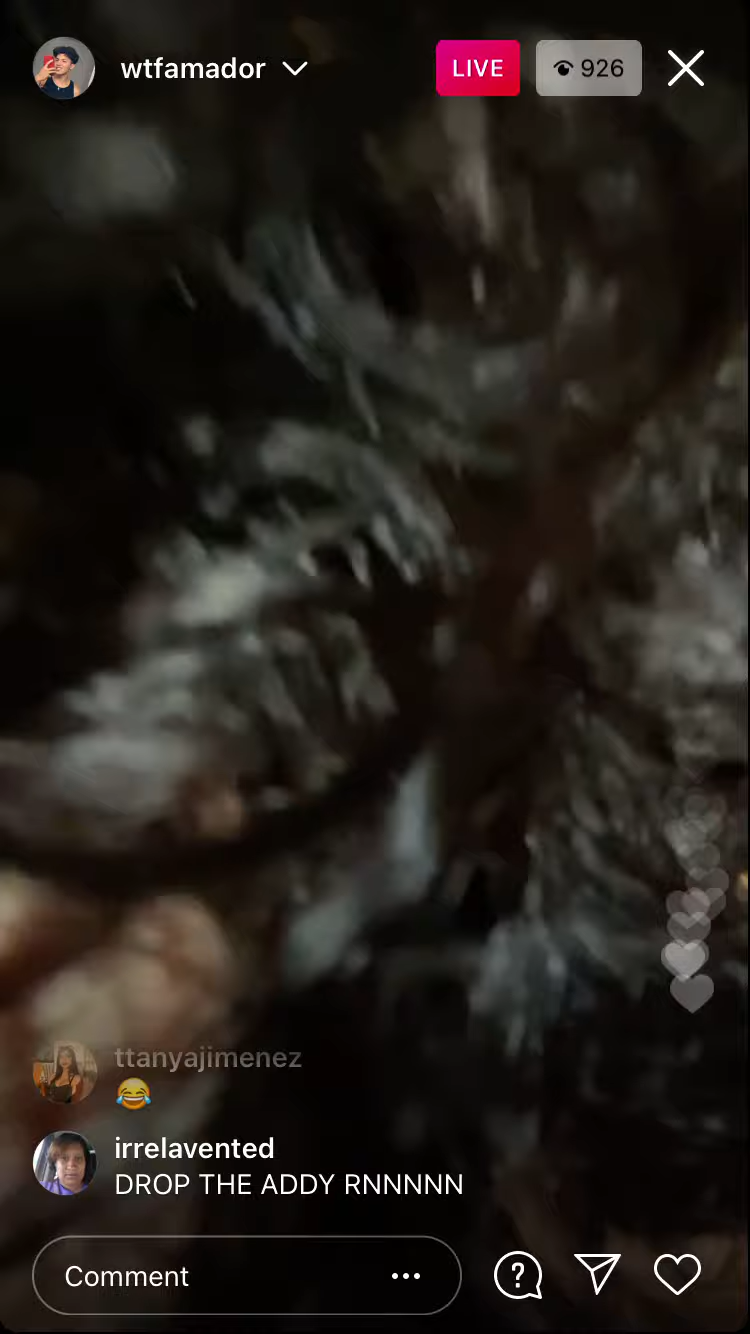 wtfamador
LIVE
926
ttanyajimenez
😂
irrelavented
DROP THE ADDY RNNNNN
Comment